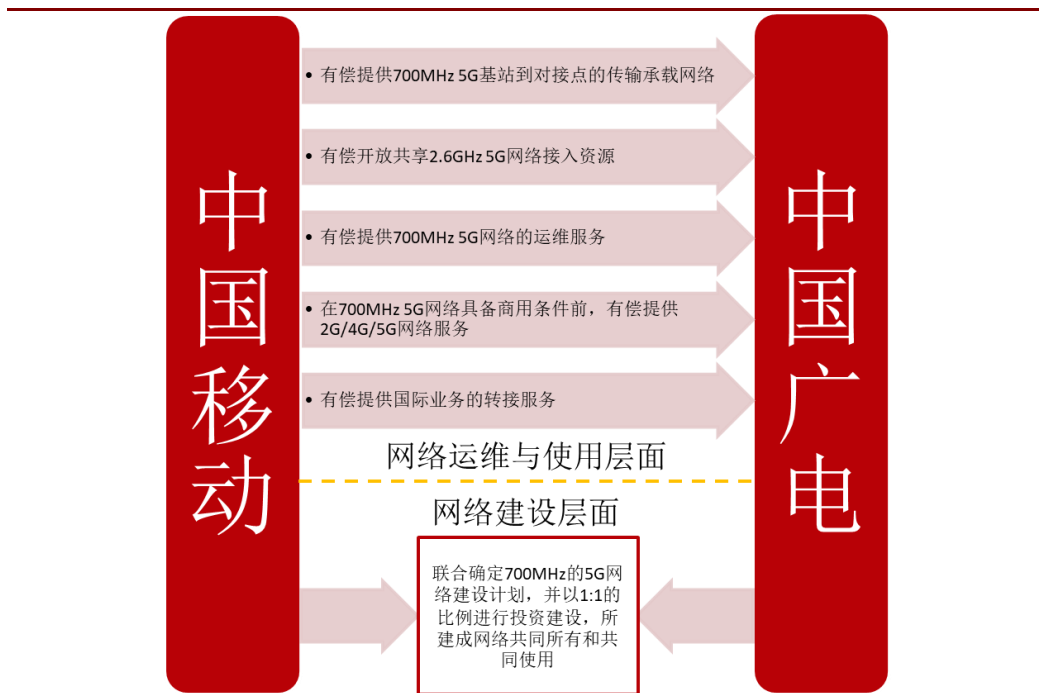 中国移动
• 有偿提供700MHz 5G基站到对接点的传输承载网络
• 有偿开放共享2.6GHz 5G网络接入资源
• 有偿提供700MHz 5G网络的运维服务
• 在700MHz 5G网络具备商用条件前，有偿提供
2G/4G/5G网络服务
• 有偿提供国际业务的转接服务
网络运维与使用层面
网络建设层面
联合确定700MHz的5G网
络建设计划，并以1:1的
比例进行投资建设，所
建成网络共同所有和共
同使用
中国广电